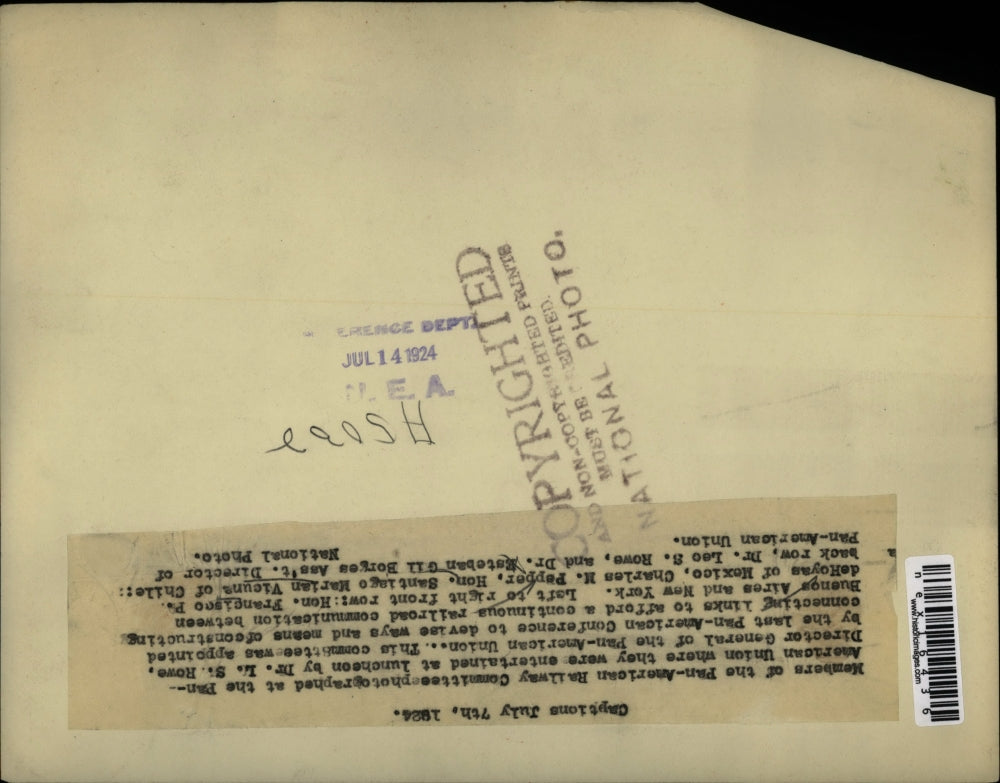 ERENCE DEPT.
JUL 14 1924
N. E. A.
COPYRIGHTED
AND NON-COPYRIGHTED PRINTS
MUST BE CREDITED.
NATIONAL PHOTO.
Captions July 7th, 1924.
Members of the Pan-American Railway Committee photographed at the Pan--
American Union where they were entertained at luncheon by Dr. L. S. Rowe,
Director General of the Pan-American Union... This committee was appointed
by the last Pan-American Conference to devise ways and means of constructing
connecting links to afford a continuous railroad communication between
Buenos Aires and New York. Left to right front row: Hon. Francisco P.
deHoyas of Mexico, Charles M. Pepper, Hon. Santiago Marian Vicuna of Chile;:
back row, Dr. Leo S. Rowe, and Dr. Esteban Gil Borges Ass't. Director of
Pan-American Union. National Photo.
nex16436
www.historicimages.com